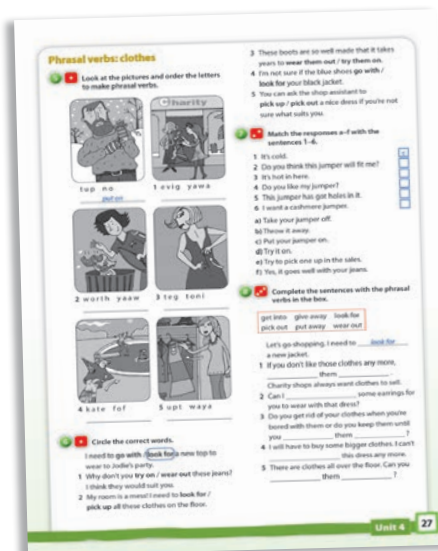 Phrasal verbs: clothes
Look at the pictures and order the letters
to make phrasal verbs.
Charity
tup no
put on
1 evig yawa
2 worth yaaw
3 teg toni
4 kate fof
5 upt waya
6 Circle the correct words.
I need to go with / look for a new top to
wear to Jodie's party.
1 Why don't you try on / wear out these jeans?
I think they would suit you.
2 My room is a mess! I need to look for /
pick up all these clothes on the floor.
3 These boots are so well made that it takes
years to wear them out / try them on.
4 I'm not sure if the blue shoes go with /
look for your black jacket.
5 You can ask the shop assistant to
pick up / pick out a nice dress if you're not
sure what suits you.
7 Match the responses a–f with the
sentences 1–6.
1 It's cold.
c
2 Do you think this jumper will fit me?
3 It's hot in here.
4 Do you like my jumper?
5 This jumper has got holes in it.
6 I want a cashmere jumper.
a) Take your jumper off.
b) Throw it away.
c) Put your jumper on.
d) Try it on.
e) Try to pick one up in the sales.
f) Yes, it goes well with your jeans.
8 Complete the sentences with the phrasal
verbs in the box.
get into give away look for
pick out put away wear out
Let's go shopping. I need to look for
a new jacket.
1 If you don't like those clothes any more,
them .
Charity shops always want clothes to sell.
2 Can I some earrings for
you to wear with that dress?
3 Do you get rid of your clothes when you're
bored with them or do you keep them until
you them ?
4 I will have to buy some bigger clothes. I can't
this dress any more.
5 There are clothes all over the floor. Can you
them ?
Unit 4 27